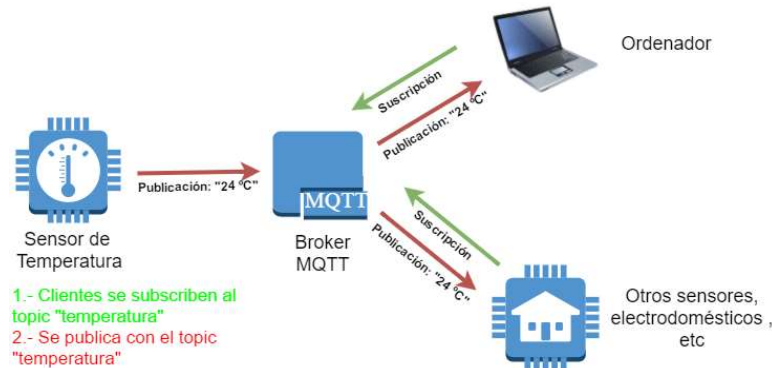 Ordenador
Suscripción
Publicación: "24 ºC"
Publicación: "24 ºC"
MQTT
Sensor de
Temperatura
Broker
MQTT
Suscripción
Publicación: "24 ºC"
1.- Clientes se subscriben al
topic "temperatura"
2.- Se publica con el topic
"temperatura"
Otros sensores,
electrodomésticos ,
etc